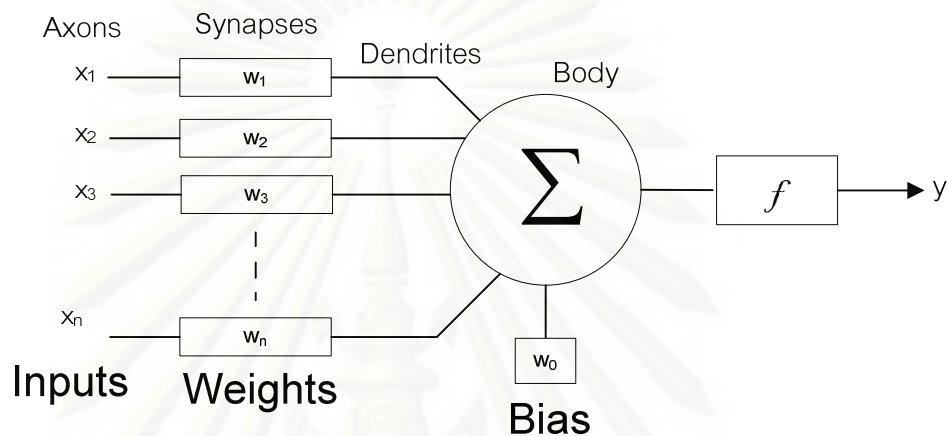 Axons
Synapses
Dendrites
Body
x1
w1
x2
w2
x3
w3
xn
wn
∑
f
y
w0
Inputs
Weights
Bias